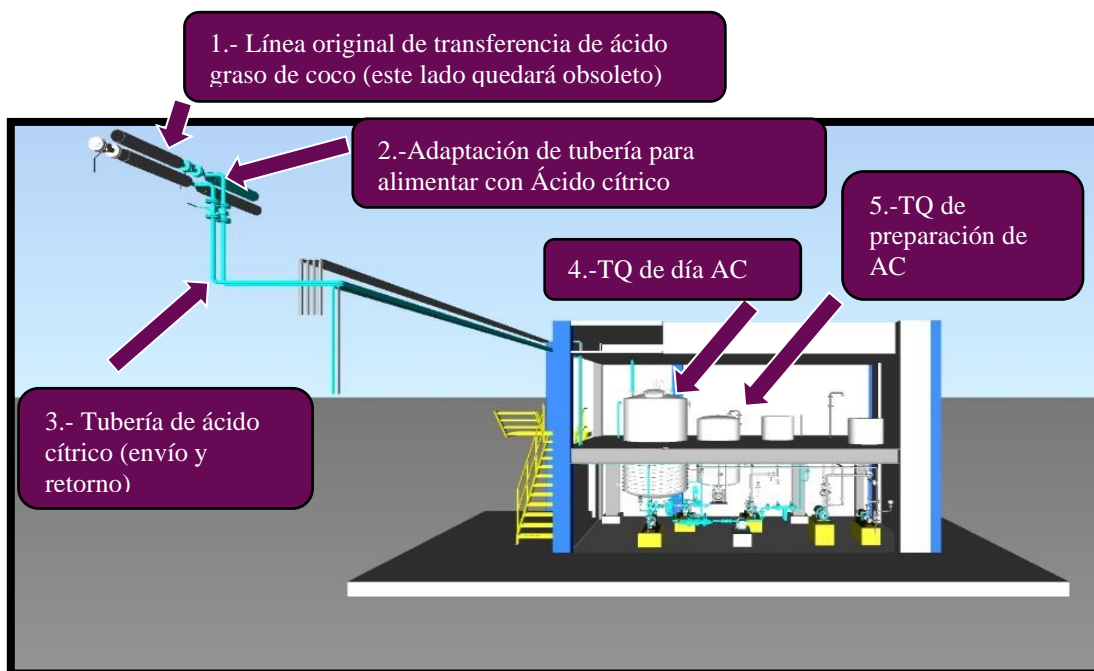 1.- Línea original de transferencia de ácido
graso de coco (este lado quedará obsoleto)
2.-Adaptación de tubería para
alimentar con Ácido cítrico
5.-TQ de
preparación de
AC
4.-TQ de día AC
3.- Tubería de ácido
cítrico (envío y
retorno)